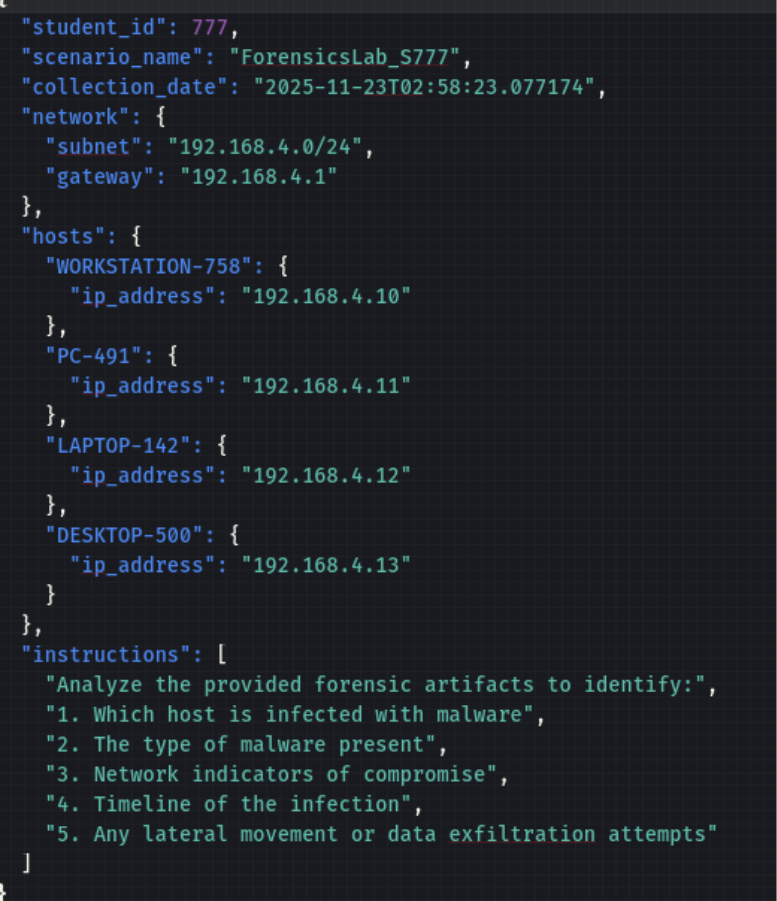 {
"student_id": 777,
"scenario_name": "ForensicsLab_S777",
"collection_date": "2025-11-23T02:58:23.077174",
"network": {
"subnet": "192.168.4.0/24",
"gateway": "192.168.4.1"
},
"hosts": {
"WORKSTATION-758": {
"ip_address": "192.168.4.10"
},
"PC-491": {
"ip_address": "192.168.4.11"
},
"LAPTOP-142": {
"ip_address": "192.168.4.12"
},
"DESKTOP-500": {
"ip_address": "192.168.4.13"
}
},
"instructions": [
"Analyze the provided forensic artifacts to identify:",
"1. Which host is infected with malware",
"2. The type of malware present",
"3. Network indicators of compromise",
"4. Timeline of the infection",
"5. Any lateral movement or data exfiltration attempts"
]
}